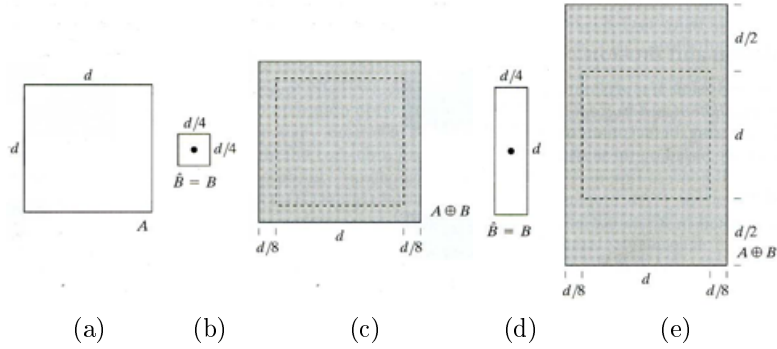 d
d
A
d/4
d/4
B̂ = B
A ⊕ B
d/8
d
d/8
d/4
d
B̂ = B
d/2
d
d/2
A ⊕ B
d/8
d
d/8
(a)
(b)
(c)
(d)
(e)